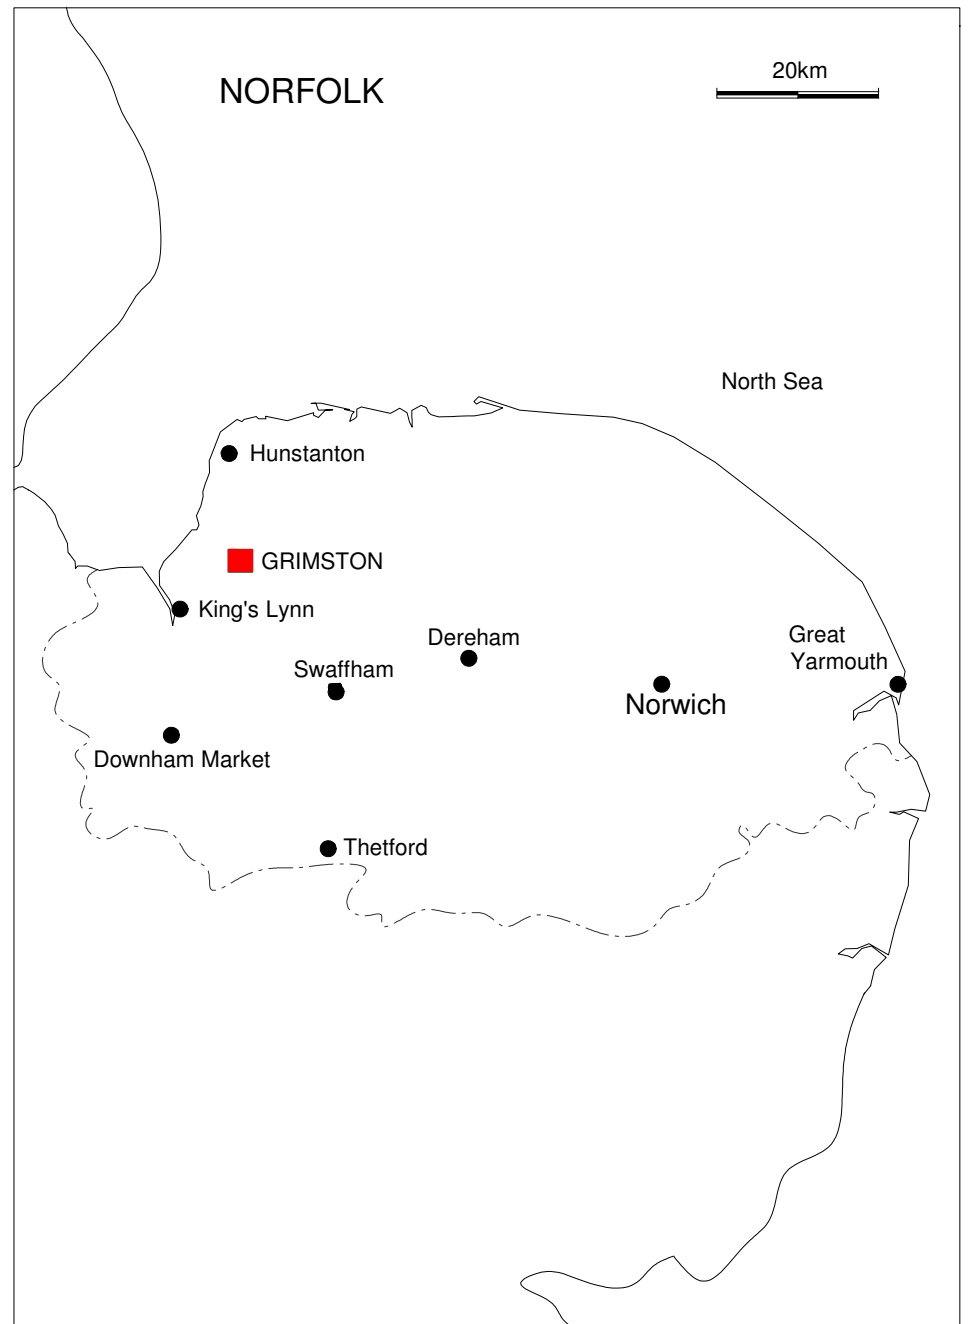 20km
NORFOLK
North Sea
Hunstanton
GRIMSTON
King's Lynn
Dereham
Great
Yarmouth
Swaffham
Norwich
Downham Market
Thetford